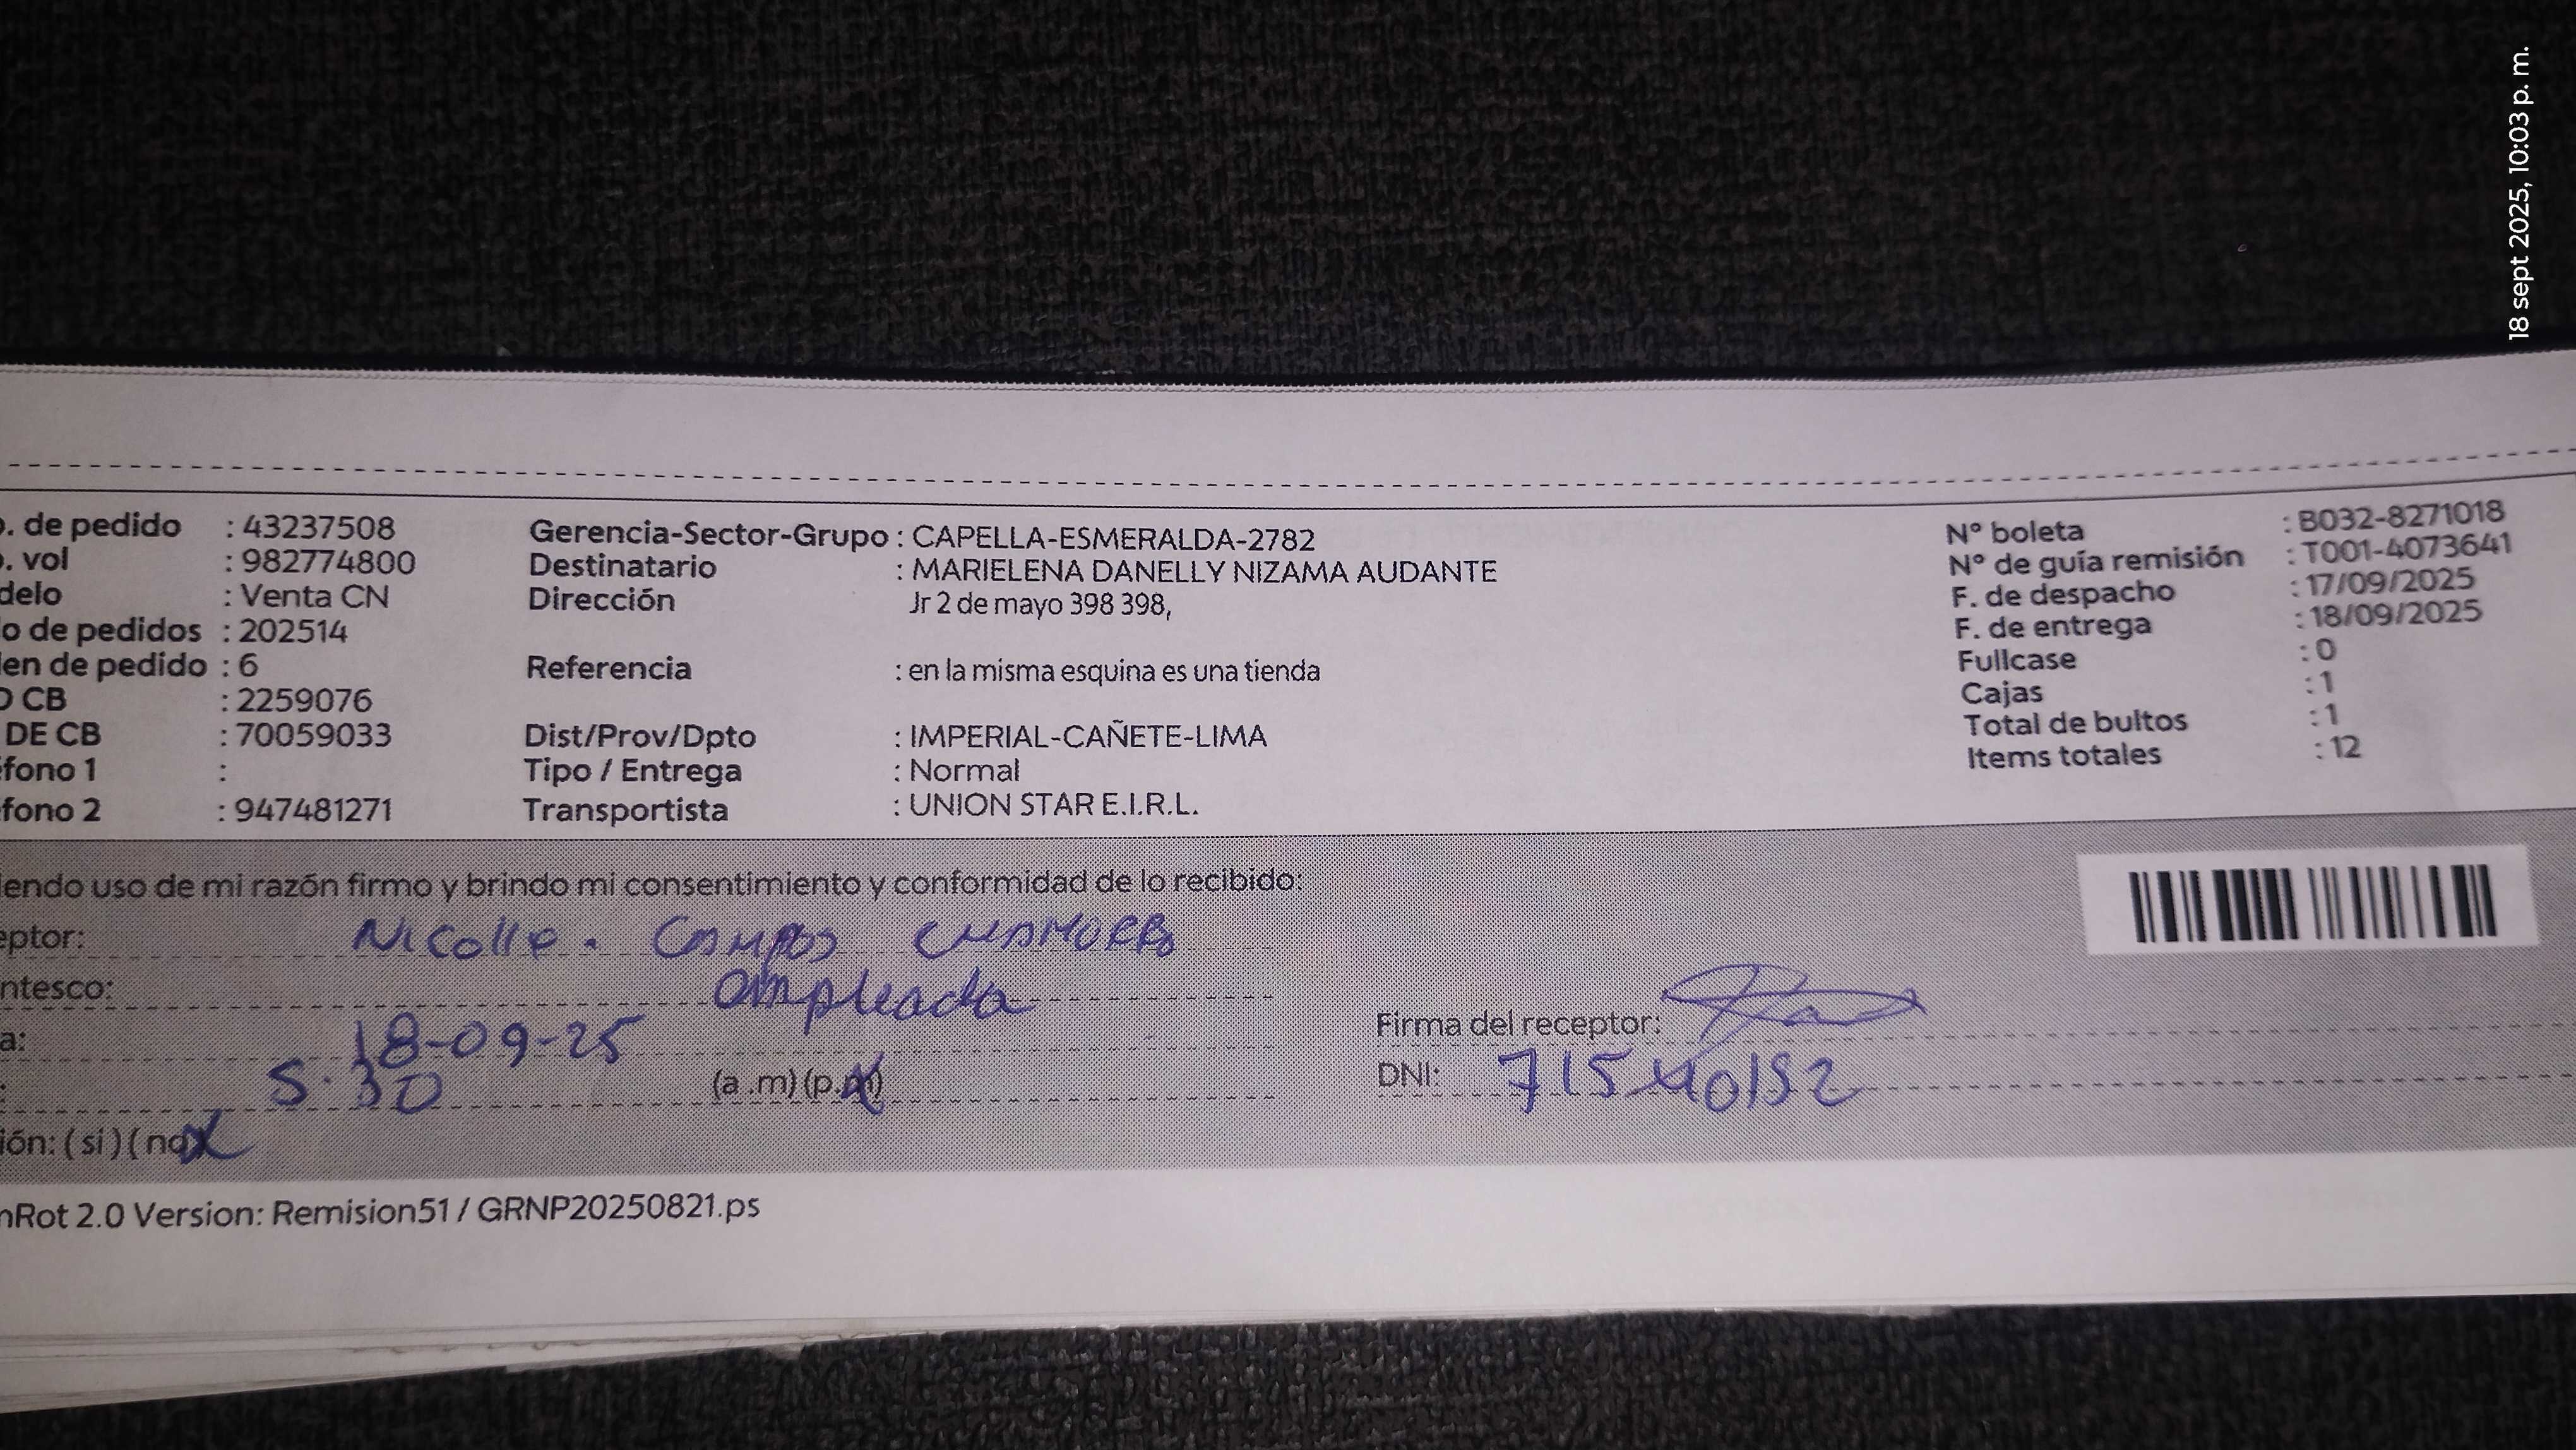 18 sept 2025, 10:03 p. m.
. de pedido : 43237508
. vol : 982774800
delo : Venta CN
o de pedidos : 202514
en de pedido : 6
CB : 2259076
DE CB : 70059033
fono 1 :
fono 2 : 947481271
Gerencia-Sector-Grupo : CAPELLA-ESMERALDA-2782
Destinatario : MARIELENA DANELLY NIZAMA AUDANTE
Dirección Jr 2 de mayo 398 398,
Referencia : en la misma esquina es una tienda
Dist/Prov/Dpto : IMPERIAL-CAÑETE-LIMA
Tipo / Entrega : Normal
Transportista : UNION STAR E.I.R.L.
Nº boleta : B032-8271018
Nº de guía remisión : T001-4073641
F. de despacho : 17/09/2025
F. de entrega : 18/09/2025
Fullcase : 0
Cajas : 1
Total de bultos : 1
Items totales : 12
iendo uso de mi razón firmo y brindo mi consentimiento y conformidad de lo recibido:
eptor: Nicolle. Campos CHAMORRO
ntesco: empleada
a: 18-09-25
: 5.30 (a .m) (p.m)
ión: ( si ) ( no
Firma del receptor:
DNI: 71540152
nRot 2.0 Version: Remision51 / GRNP20250821.ps